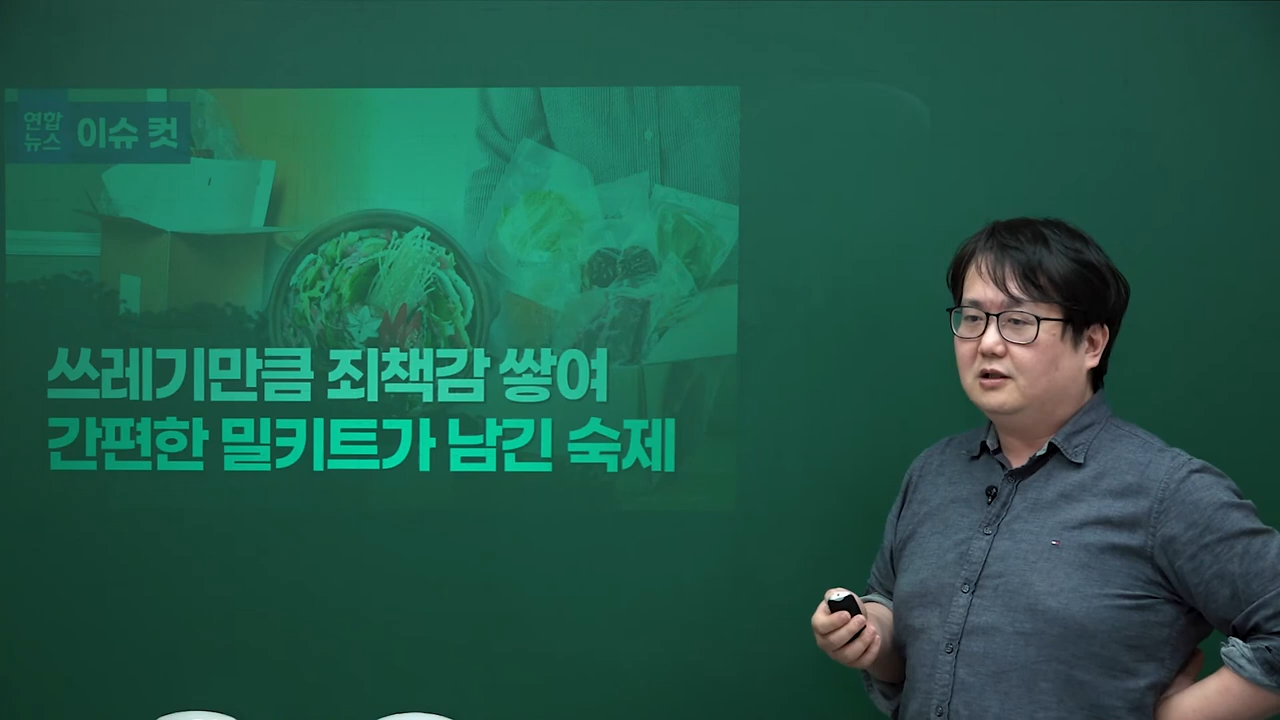 연합
뉴스
이슈 컷
쓰레기만큼 죄책감 쌓여
간편한 밀키트가 남긴 숙제